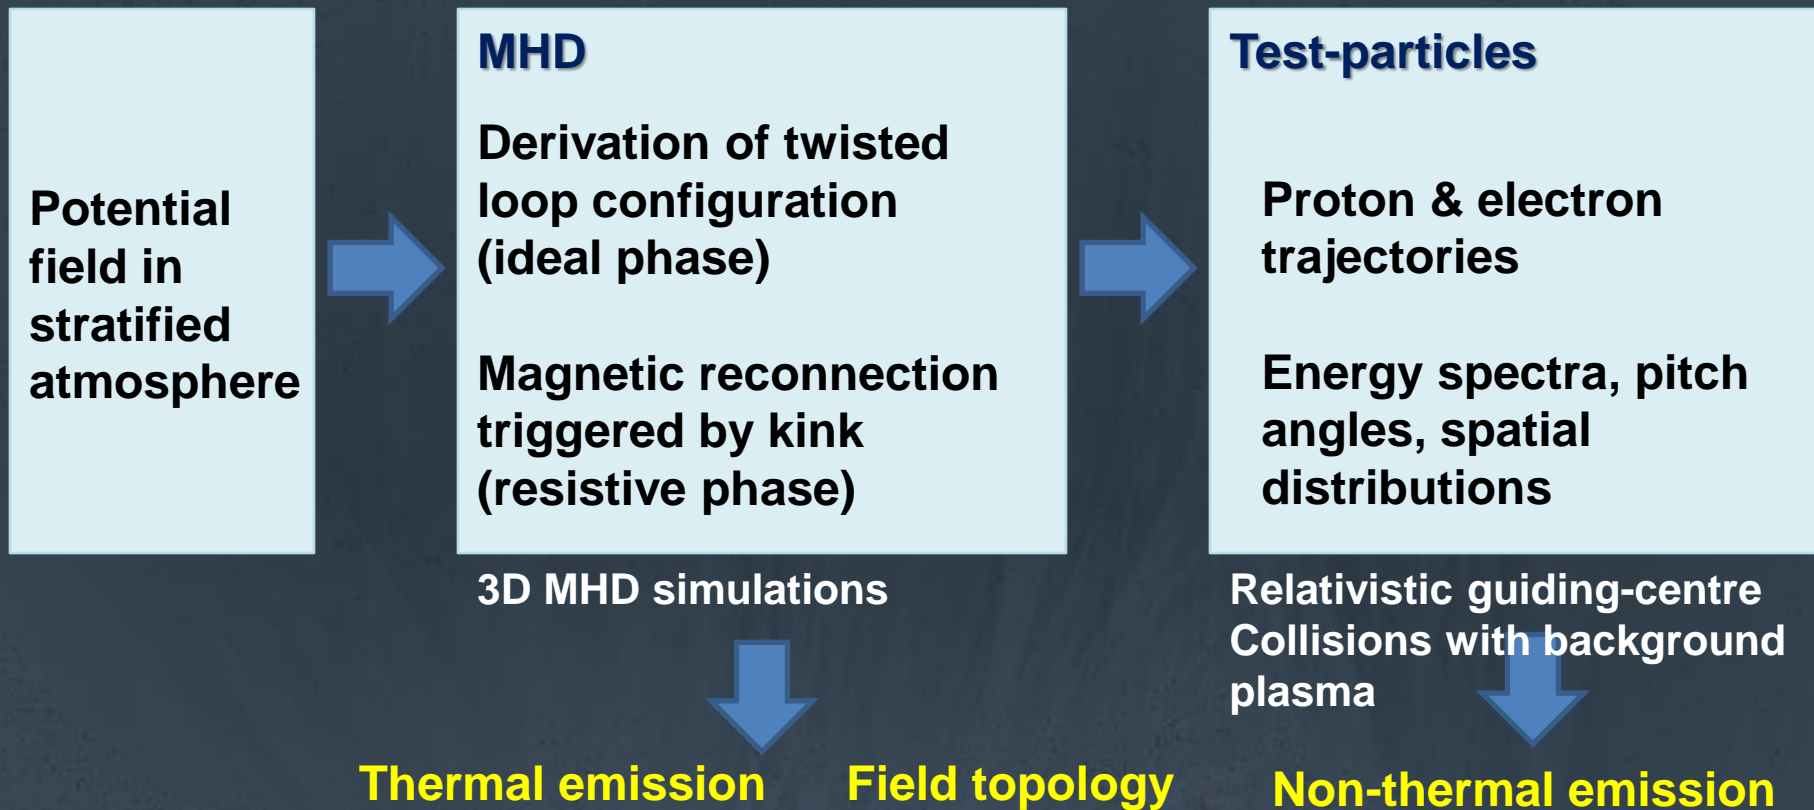 Potential
field in
stratified
atmosphere
MHD
Derivation of twisted
loop configuration
(ideal phase)
Magnetic reconnection
triggered by kink
(resistive phase)
3D MHD simulations
Test-particles
Proton & electron
trajectories
Energy spectra, pitch
angles, spatial
distributions
Relativistic guiding-centre
Collisions with background
plasma
Thermal emission
Field topology
Non-thermal emission